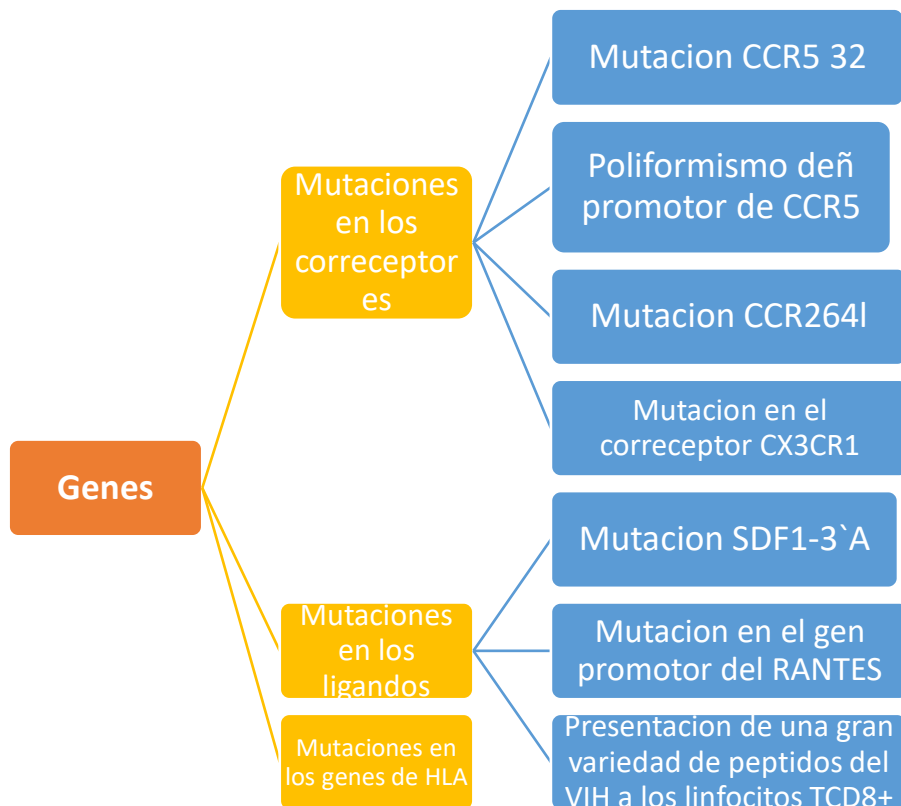 Genes
Mutaciones
en los
correceptor
es
Mutacion CCR5 32
Poliformismo deñ
promotor de CCR5
Mutacion CCR264l
Mutacion en el
correceptor CX3CR1
Mutaciones
en los
ligandos
Mutacion SDF1-3`A
Mutacion en el gen
promotor del RANTES
Presentacion de una gran
variedad de peptidos del
VIH a los linfocitos TCD8+
Mutaciones en
los genes de HLA